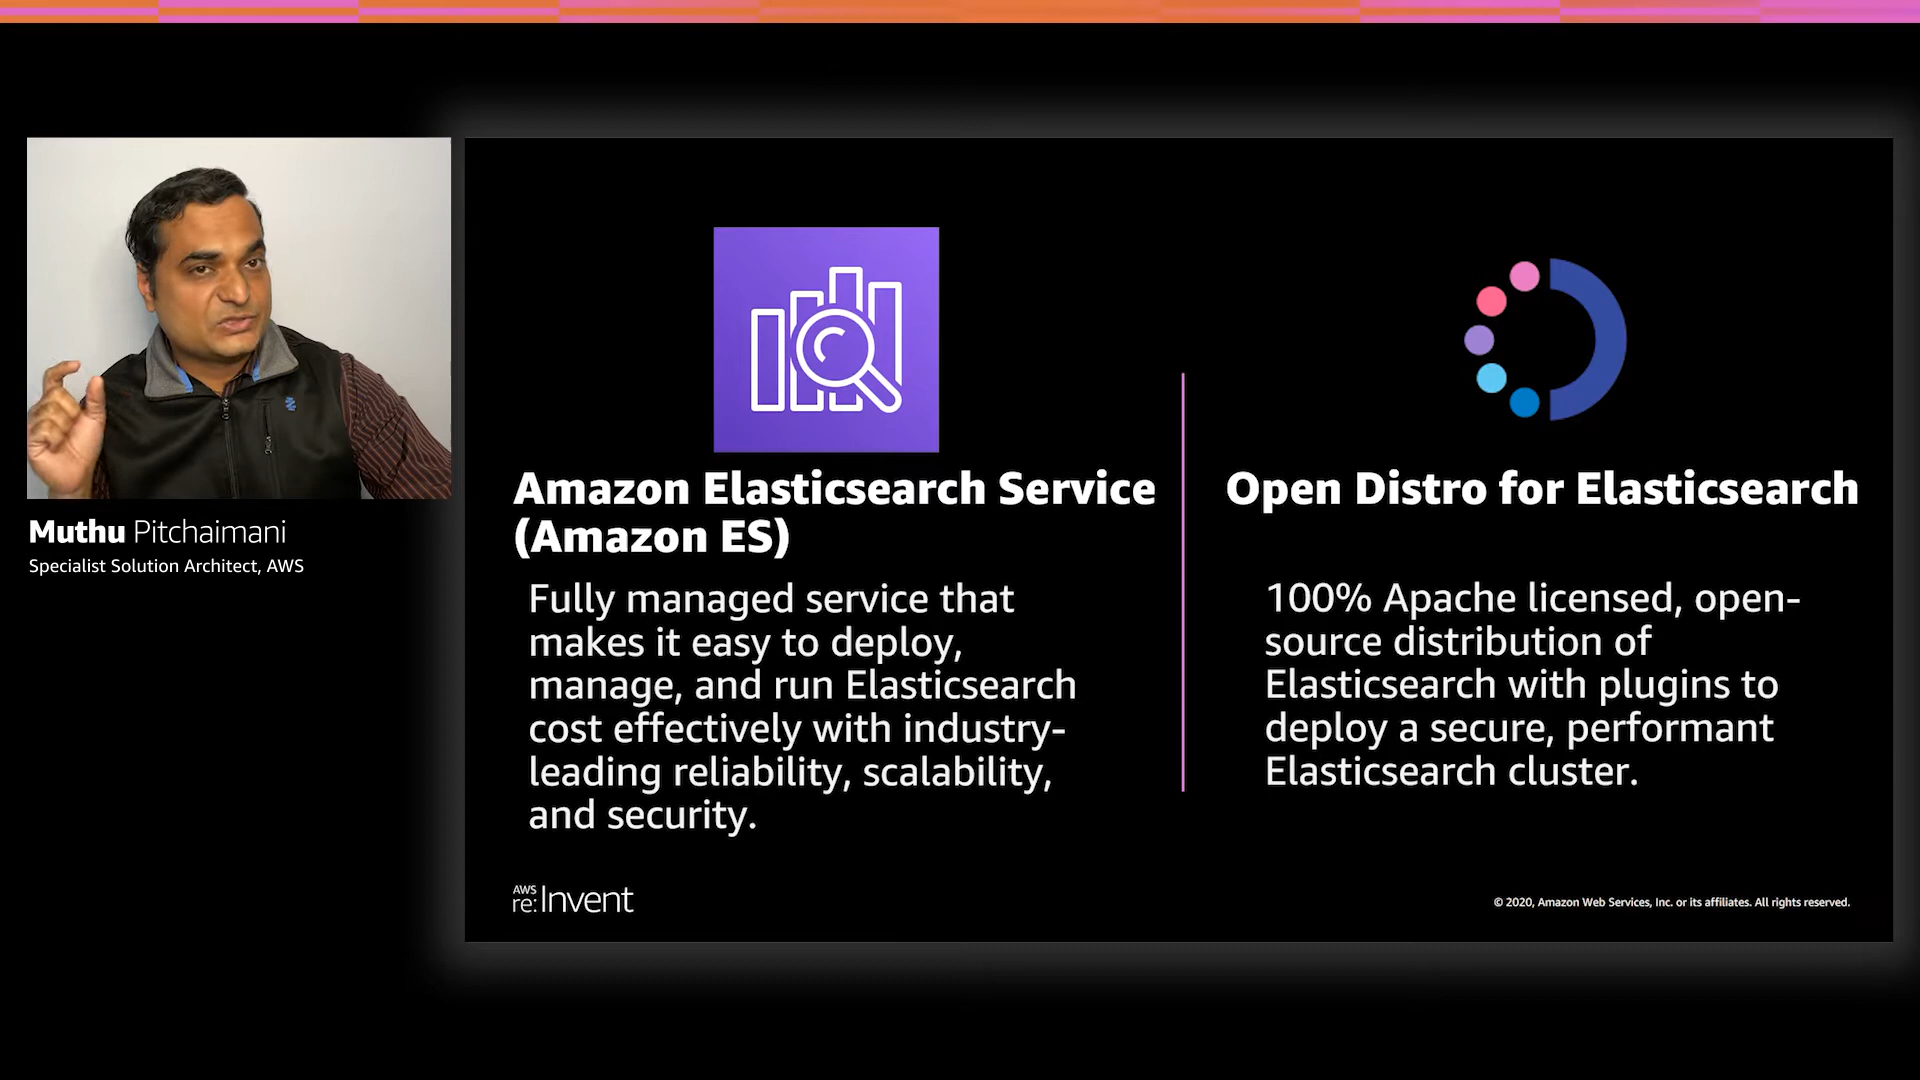 Muthu Pitchaimani
Specialist Solution Architect, AWS
Amazon Elasticsearch Service
(Amazon ES)
Fully managed service that
makes it easy to deploy,
manage, and run Elasticsearch
cost effectively with industry-
leading reliability, scalability,
and security.
Open Distro for Elasticsearch
100% Apache licensed, open-
source distribution of
Elasticsearch with plugins to
deploy a secure, performant
Elasticsearch cluster.
AWS
re:Invent
© 2020, Amazon Web Services, Inc. or its affiliates. All rights reserved.